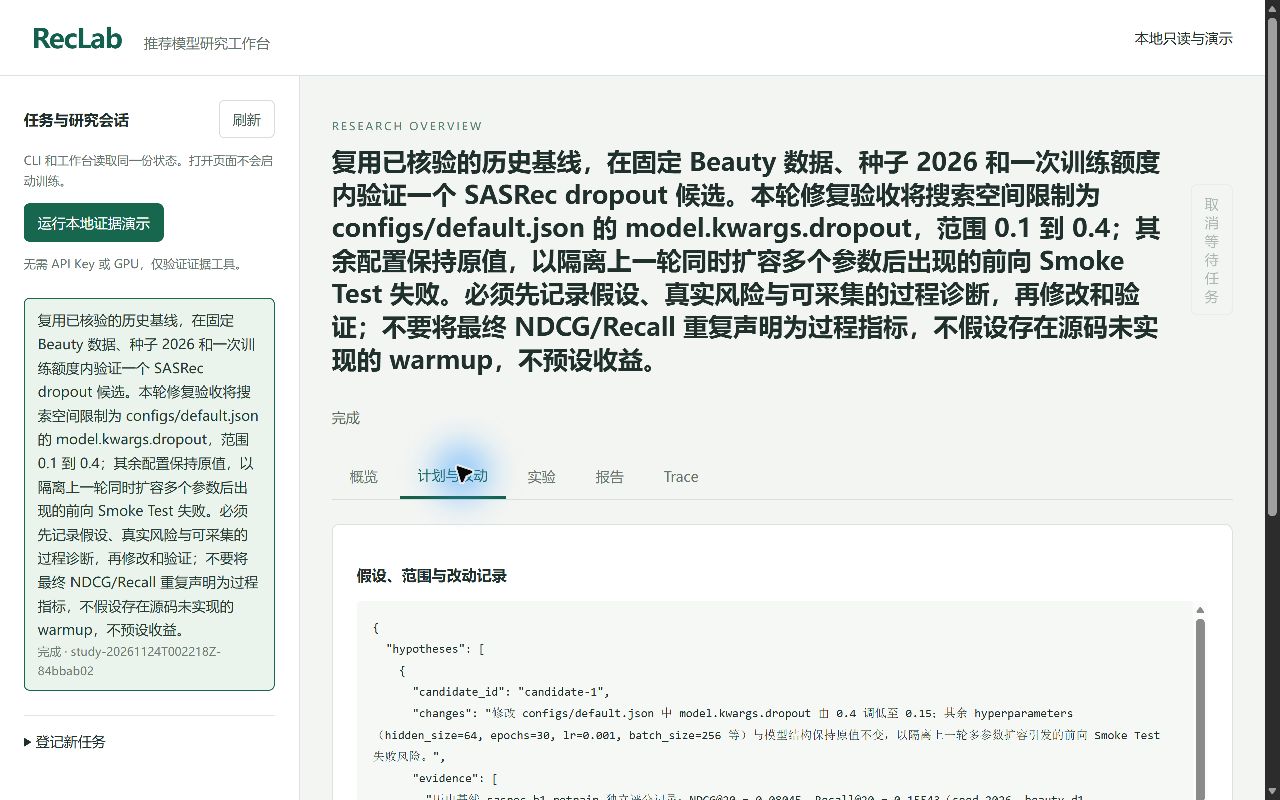 RecLab 推荐模型研究工作台
本地只读与演示
任务与研究会话
刷新
CLI 和工作台读取同一份状态。打开页面不会启
动训练。
运行本地证据演示
无需 API Key 或 GPU，仅验证证据工具。
复用已核验的历史基线，在固定
Beauty 数据、种子 2026 和一次训
练额度内验证一个 SASRec
dropout 候选。本轮修复验收将搜
索空间限制为 configs/default.json
的 model.kwargs.dropout，范围
0.1 到 0.4；其余配置保持原值，以
隔离上一轮同时扩容多个参数后出
现的前向 Smoke Test 失败。必须
先记录假设、真实风险与可采集的
过程诊断，再修改和验证；不要将
最终 NDCG/Recall 重复声明为过程
指标，不假设存在源码未实现的
warmup，不预设收益。
完成 · study-20261124T002218Z-
84bbab02
▶ 登记新任务
RESEARCH OVERVIEW
复用已核验的历史基线，在固定 Beauty 数据、种子 2026 和一次训练额度
内验证一个 SASRec dropout 候选。本轮修复验收将搜索空间限制为
configs/default.json 的 model.kwargs.dropout，范围 0.1 到 0.4；其
余配置保持原值，以隔离上一轮同时扩容多个参数后出现的前向 Smoke
Test 失败。必须先记录假设、真实风险与可采集的过程诊断，再修改和验
证；不要将最终 NDCG/Recall 重复声明为过程指标，不假设存在源码未实
现的 warmup，不预设收益。
取
消
等
待
任
务
完成
概览
计划与改动
实验
报告
Trace
假设、范围与改动记录
{
"hypotheses": [
{
"candidate_id": "candidate-1",
"changes": "修改 configs/default.json 中 model.kwargs.dropout 由 0.4 调低至 0.15；其余 hyperparameters
（hidden_size=64, epochs=30, lr=0.001, batch_size=256 等）与模型结构保持原值不变，以隔离上一轮多参数扩容引发的前向 Smoke Test
失败风险。",
"evidence": [